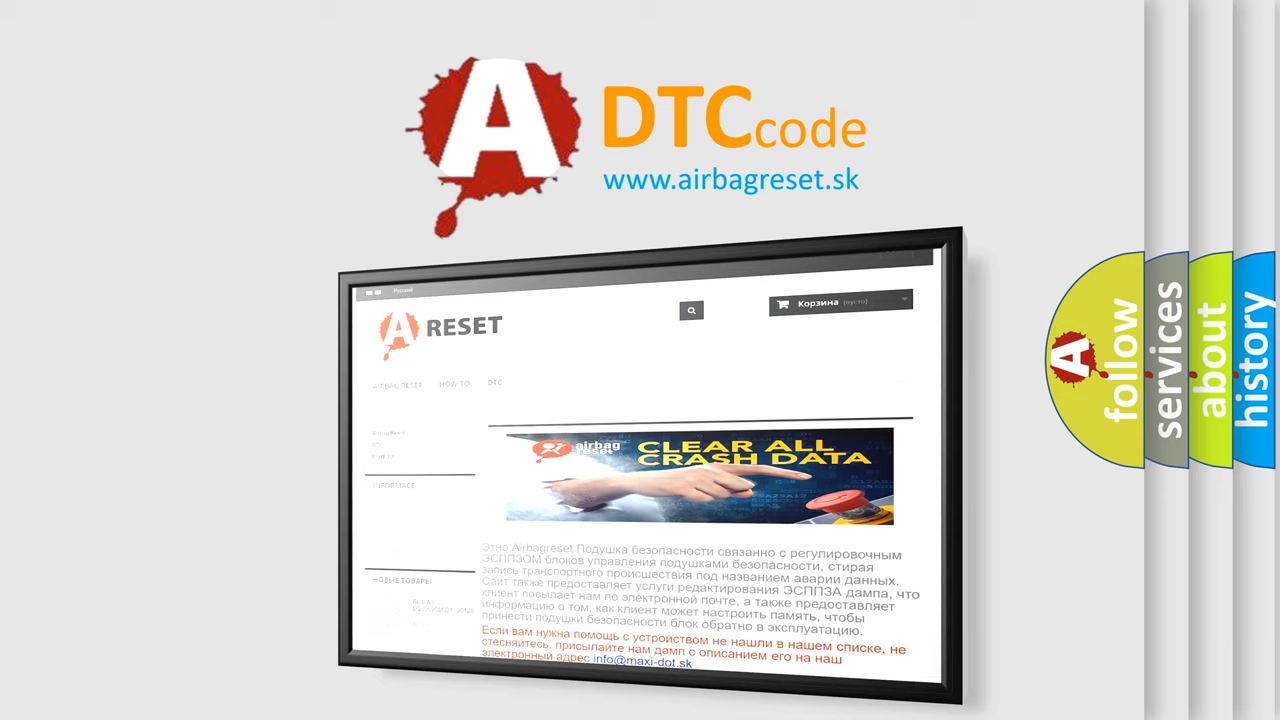 A
DTCcode
www.airbagreset.sk
Русский
Корзина (пусто)
A RESET
AIRBAG RESET HOW TO DTC
Airbag Reset
DTC
INFORMACE
airbag
reset
CLEAR ALL
CRASH DATA
Этно Airbagreset Подушка безопасности связанно с регулировочным
ЭСППЗОМ блоков управления подушками безопасности, стирая
запись транспортного происшествия под названием аварии данных.
Сайт также предоставляет услуги редактирования ЭСППЗА дампа, что
клиент посылает нам по электронной почте, а также предоставляет
информацию о том, как клиент может настроить память, чтобы
принести подушки безопасности блок обратно в эксплуатацию.
Если вам нужна помощь с устройством не нашли в нашем списке, не
стесняйтесь, присылайте нам дамп с описанием его на наш
электронный адрес info@maxi-dot.sk
НОВЫЕ ТОВАРЫ
A
follow
services
about
history